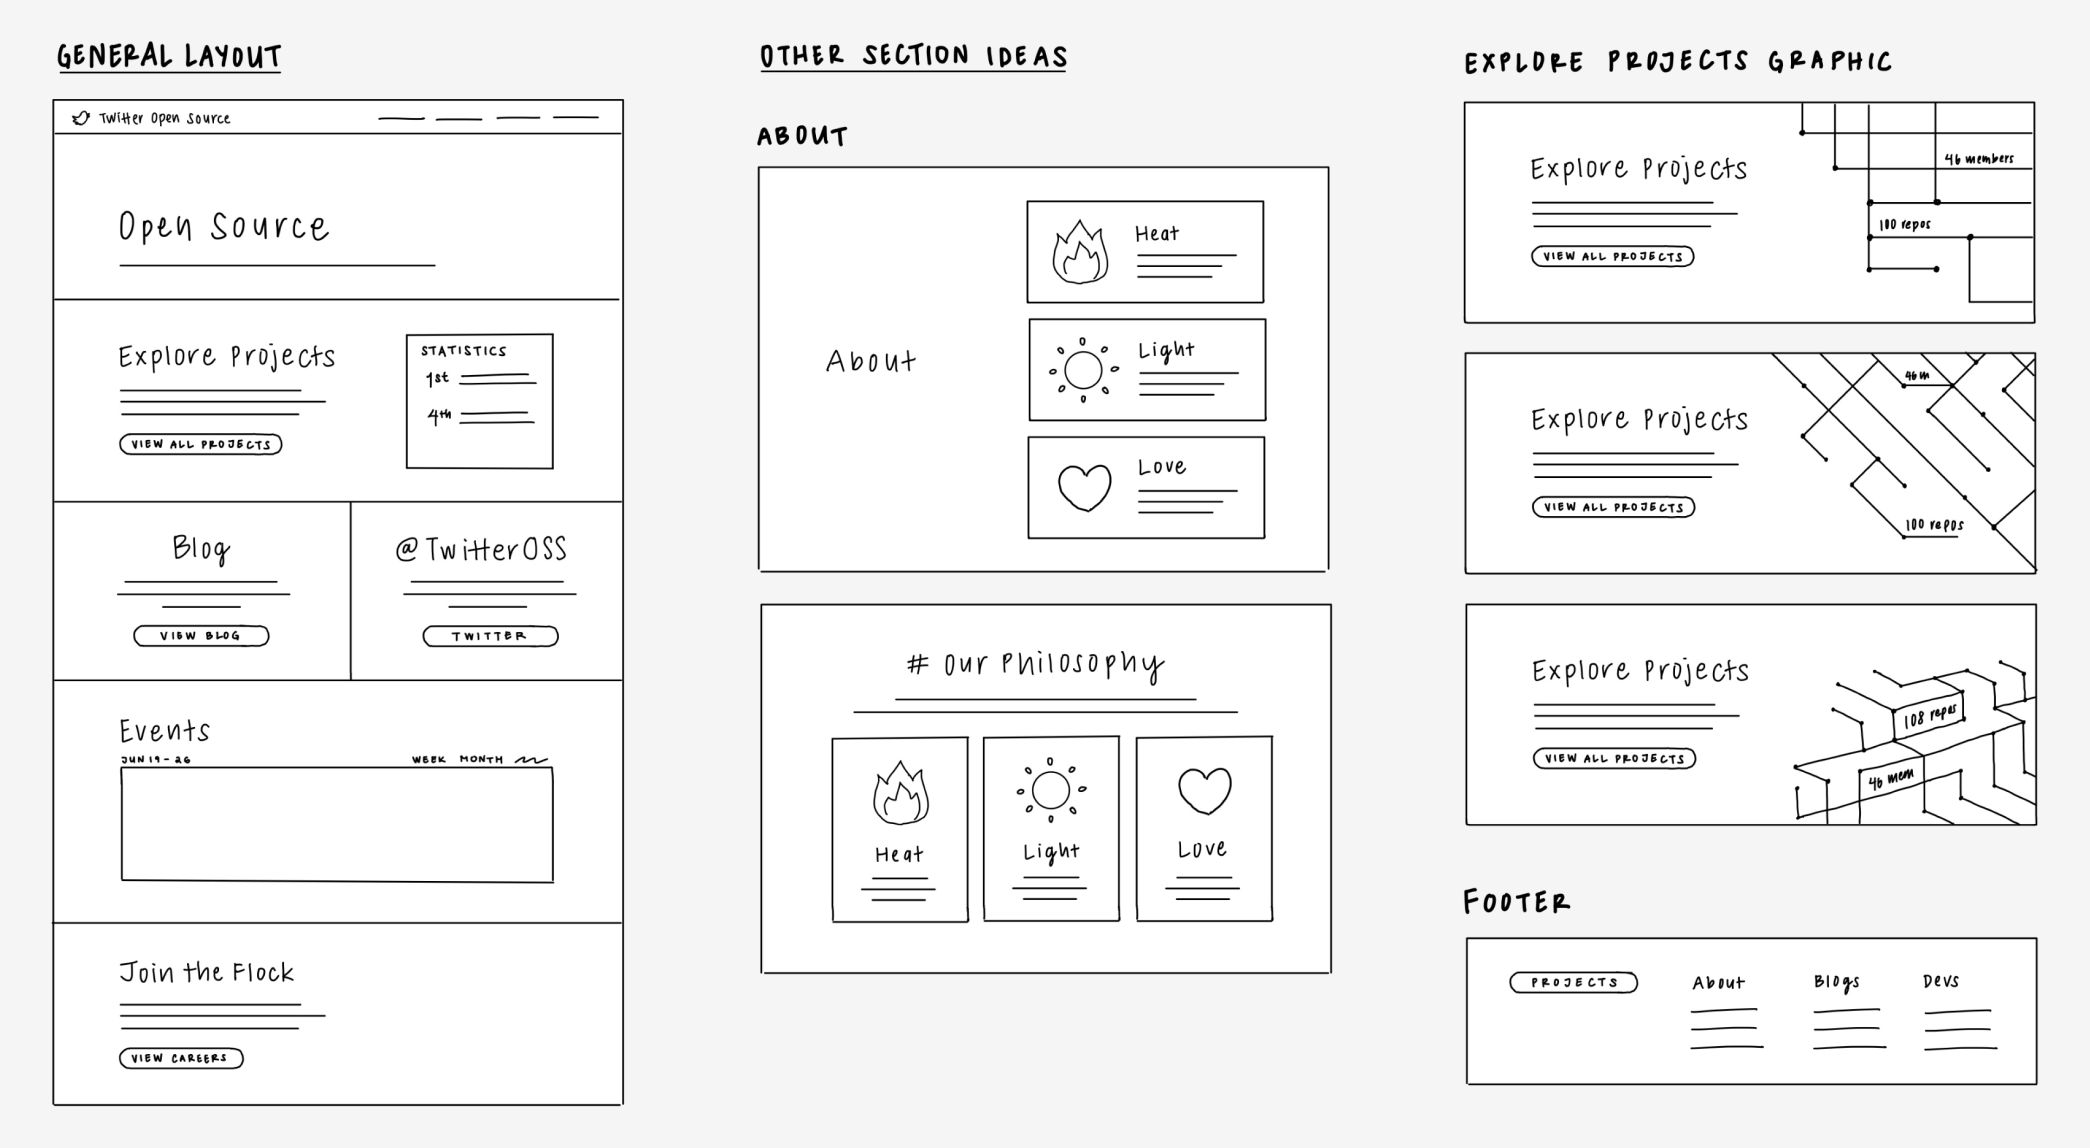 GENERAL LAYOUT
Twitter Open Source
Open Source
Explore Projects
VIEW ALL PROJECTS
STATISTICS
1st
4th
Blog
VIEW BLOG
@TwitterOSS
TWITTER
Events
JUN 19 - 26
WEEK MONTH
Join the Flock
VIEW CAREERS
OTHER SECTION IDEAS
ABOUT
About
Heat
Light
Love
# Our Philosophy
Heat
Light
Love
EXPLORE PROJECTS GRAPHIC
Explore Projects
VIEW ALL PROJECTS
46 members
100 repos
Explore Projects
VIEW ALL PROJECTS
46 m
100 repos
Explore Projects
VIEW ALL PROJECTS
108 repos
46 mem
FOOTER
PROJECTS
About
Blogs
Devs